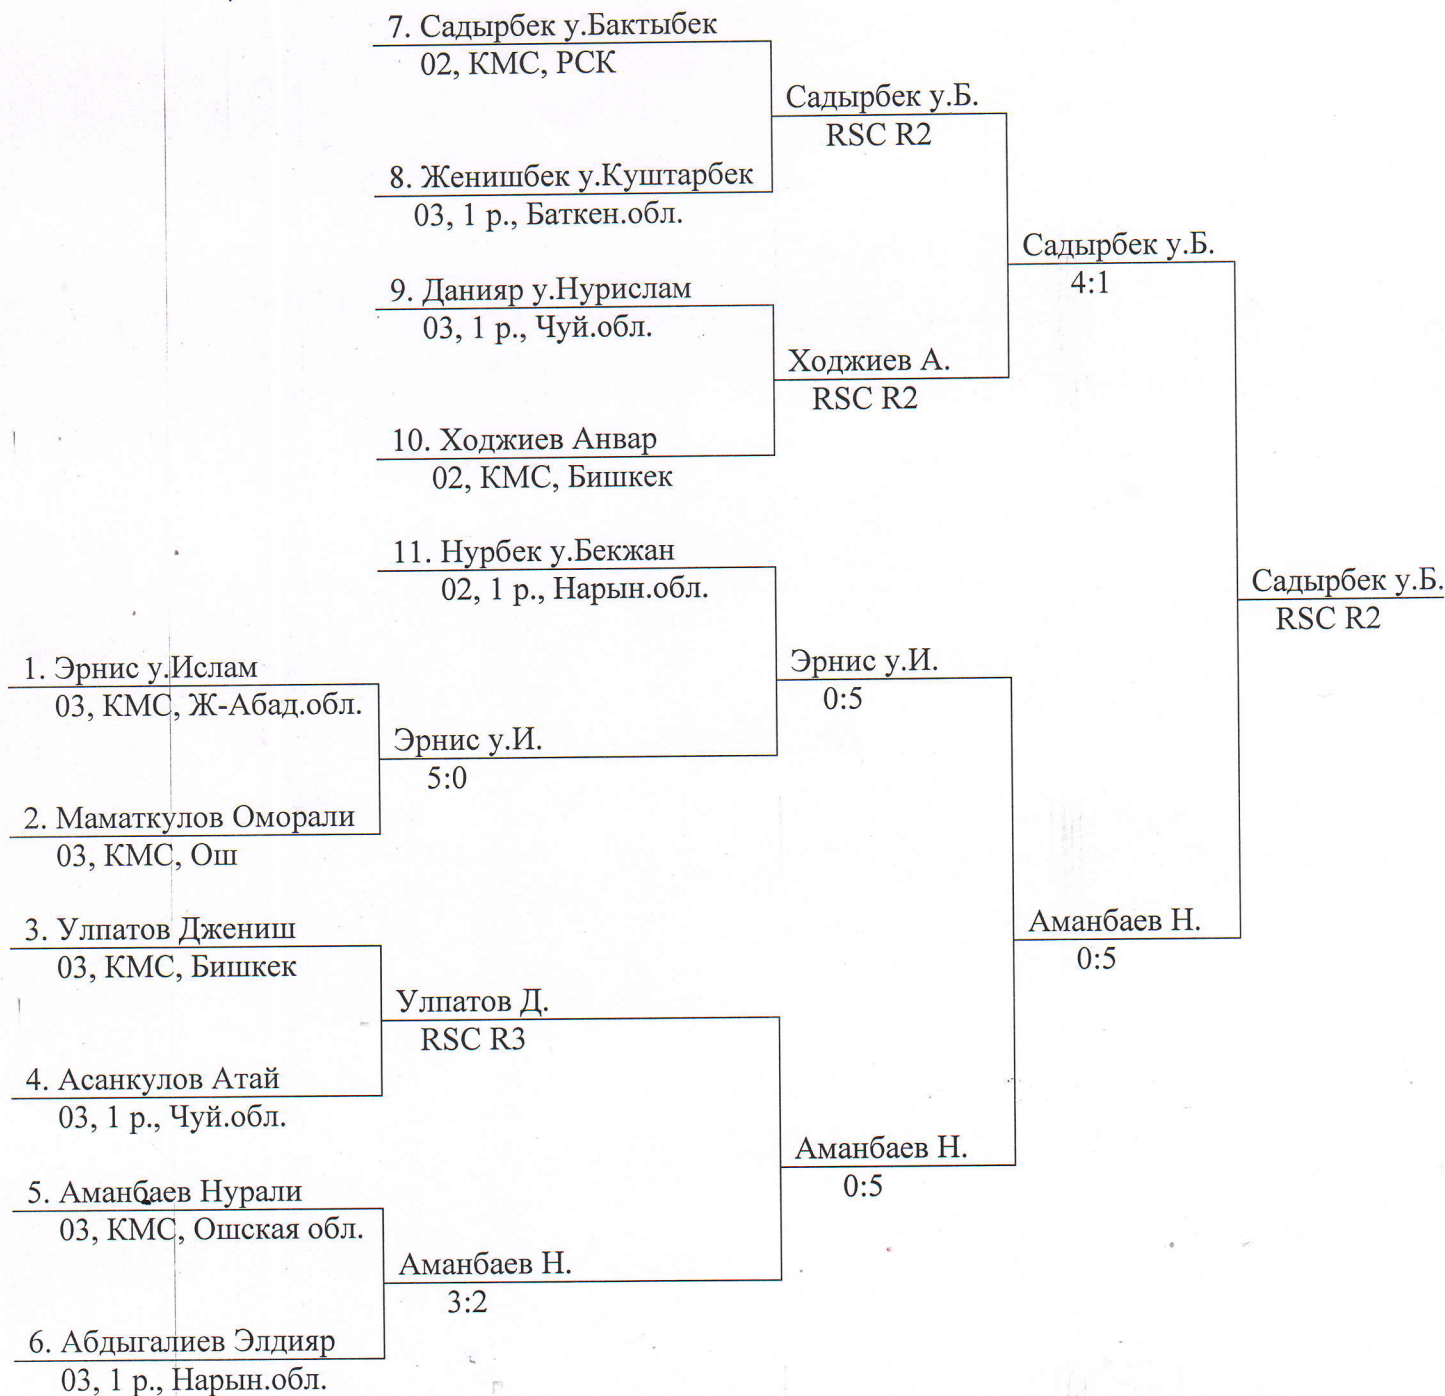 7. Садырбек у.Бактыбек
02, КМС, РСК
Садырбек у.Б.
RSC R2
8. Женишбек у.Куштарбек
03, 1 р., Баткен.обл.
Садырбек у.Б.
4:1
9. Данияр у.Нурислам
03, 1 р., Чуй.обл.
Ходжиев А.
RSC R2
10. Ходжиев Анвар
02, КМС, Бишкек
11. Нурбек у.Бекжан
02, 1 р., Нарын.обл.
Садырбек у.Б.
RSC R2
1. Эрнис у.Ислам
03, КМС, Ж-Абад.обл.
Эрнис у.И.
0:5
Эрнис у.И.
5:0
2. Маматкулов Оморали
03, КМС, Ош
3. Улпатов Джениш
03, КМС, Бишкек
Аманбаев Н.
0:5
Улпатов Д.
RSC R3
4. Асанкулов Атай
03, 1 р., Чуй.обл.
Аманбаев Н.
0:5
5. Аманбаев Нурали
03, КМС, Ошская обл.
Аманбаев Н.
3:2
6. Абдыгалиев Элдияр
03, 1 р., Нарын.обл.